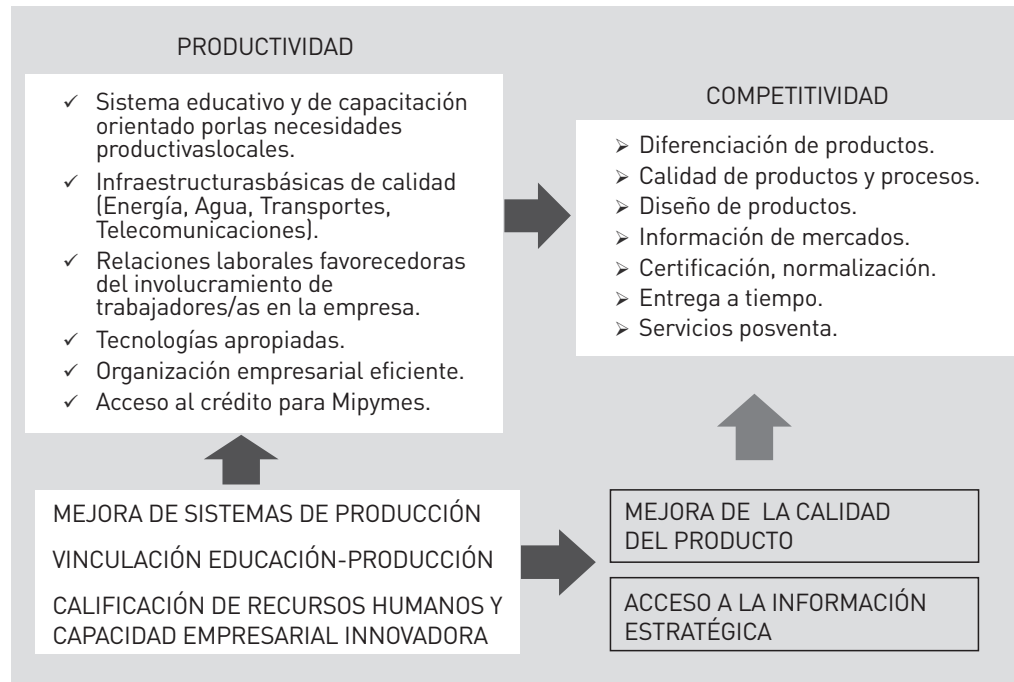 PRODUCTIVIDAD
✓ Sistema educativo y de capacitación
orientado porlas necesidades
productivaslocales.
✓ Infraestructurasbásicas de calidad
(Energía, Agua, Transportes,
Telecomunicaciones).
✓ Relaciones laborales favorecedoras
del involucramiento de
trabajadores/as en la empresa.
✓ Tecnologías apropiadas.
✓ Organización empresarial eficiente.
✓ Acceso al crédito para Mipymes.
COMPETITIVIDAD
➢ Diferenciación de productos.
➢ Calidad de productos y procesos.
➢ Diseño de productos.
➢ Información de mercados.
➢ Certificación, normalización.
➢ Entrega a tiempo.
➢ Servicios posventa.
MEJORA DE SISTEMAS DE PRODUCCIÓN
VINCULACIÓN EDUCACIÓN-PRODUCCIÓN
CALIFICACIÓN DE RECURSOS HUMANOS Y
CAPACIDAD EMPRESARIAL INNOVADORA
MEJORA DE LA CALIDAD
DEL PRODUCTO
ACCESO A LA INFORMACIÓN
ESTRATÉGICA